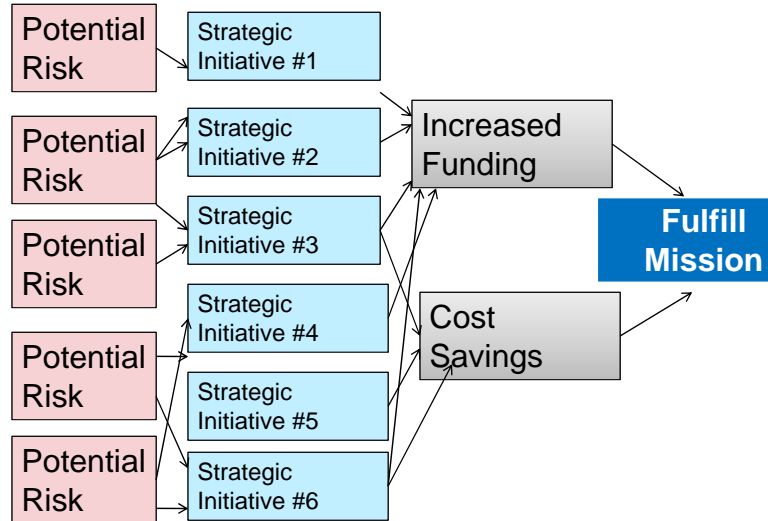 Potential
Risk
Strategic
Initiative #1
Potential
Risk
Strategic
Initiative #2
Increased
Funding
Potential
Risk
Strategic
Initiative #3
Fulfill
Mission
Strategic
Initiative #4
Cost
Savings
Potential
Risk
Strategic
Initiative #5
Potential
Risk
Strategic
Initiative #6